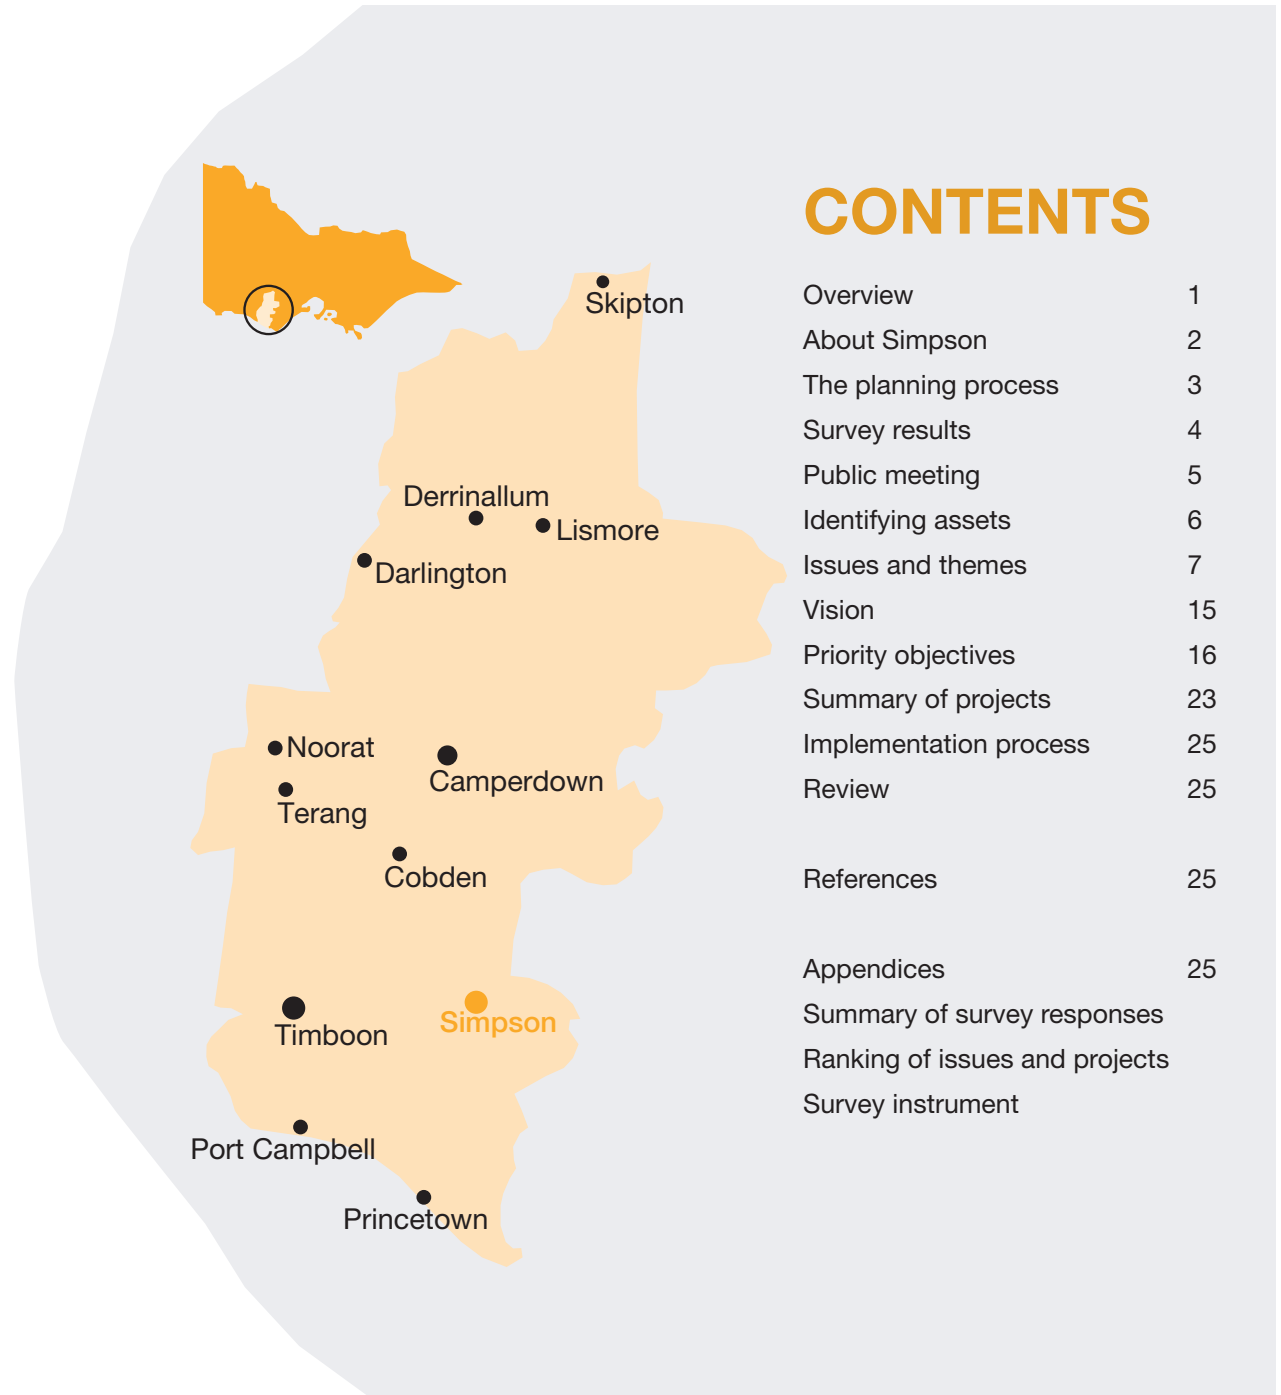 CONTENTS
Overview 1
About Simpson 2
The planning process 3
Survey results 4
Public meeting 5
Identifying assets 6
Issues and themes 7
Vision 15
Priority objectives 16
Summary of projects 23
Implementation process 25
Review 25
References 25
Appendices 25
Summary of survey responses
Ranking of issues and projects
Survey instrument
Skipton
Derrinallum
Lismore
Darlington
Noorat
Camperdown
Terang
Cobden
Timboon
Simpson
Port Campbell
Princetown